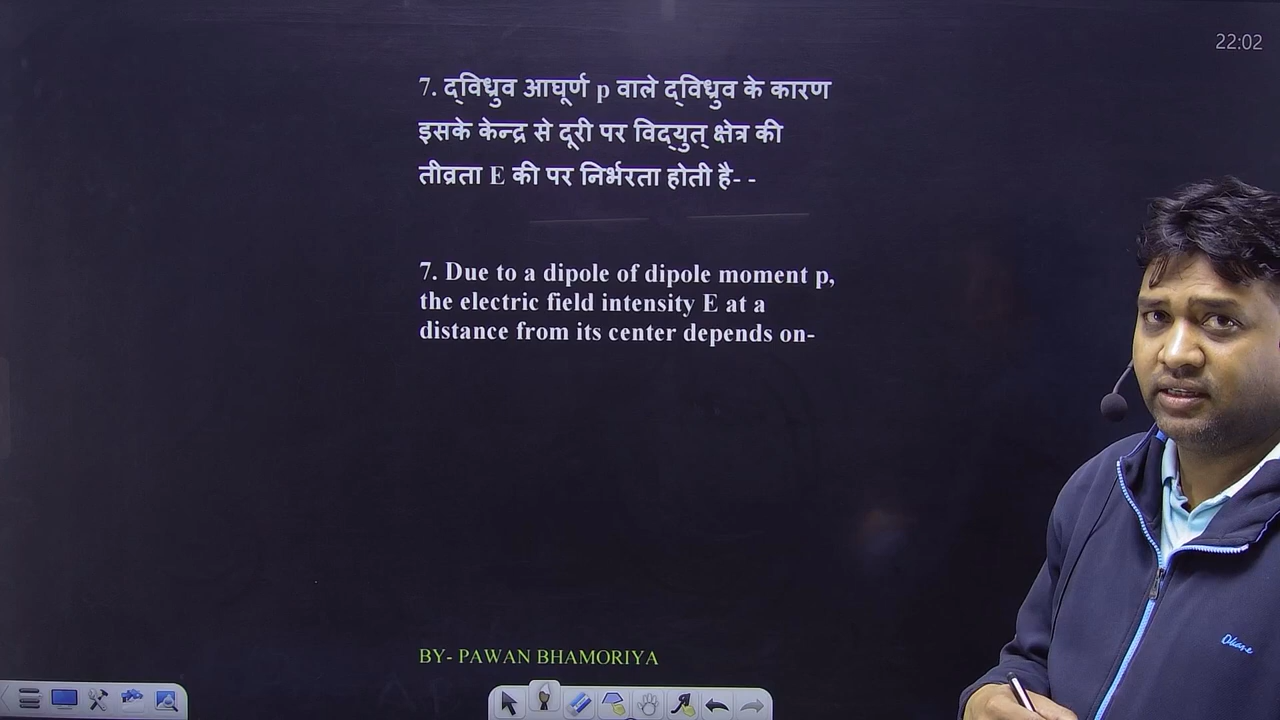 22:02
7. द्विध्रुव आघूर्ण p वाले द्विध्रुव के कारण
इसके केन्द्र से दूरी पर विद्युत् क्षेत्र की
तीव्रता E की पर निर्भरता होती है- -
7. Due to a dipole of dipole moment p,
the electric field intensity E at a
distance from its center depends on-
BY- PAWAN BHAMORIYA